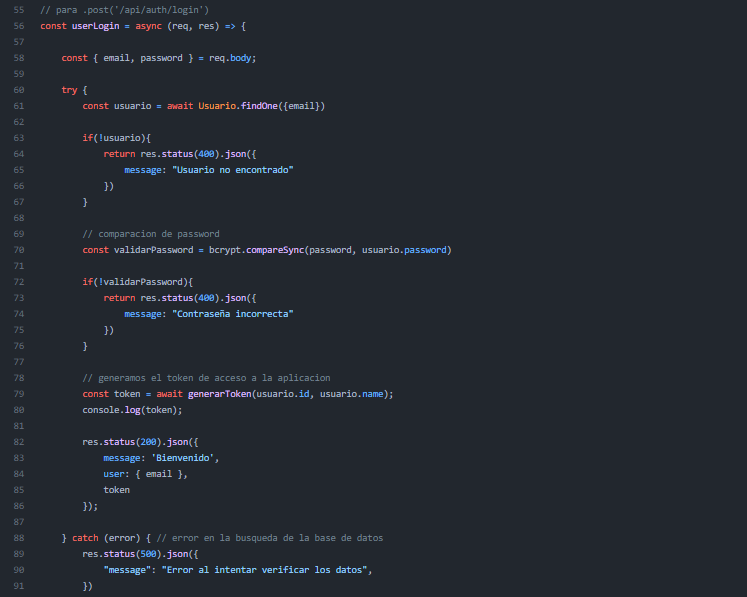 55 // para .post('/api/auth/login')
56 const userLogin = async (req, res) => {
57
58     const { email, password } = req.body;
59
60     try {
61         const usuario = await Usuario.findOne({email})
62
63         if(!usuario){
64             return res.status(400).json({
65                 message: "Usuario no encontrado"
66             })
67         }
68
69         // comparacion de password
70         const validarPassword = bcrypt.compareSync(password, usuario.password)
71
72         if(!validarPassword){
73             return res.status(400).json({
74                 message: "Contraseña incorrecta"
75             })
76         }
77
78         // generamos el token de acceso a la aplicacion
79         const token = await generarToken(usuario.id, usuario.name);
80         console.log(token);
81
82         res.status(200).json({
83             message: 'Bienvenido',
84             user: { email },
85             token
86         });
87
88     } catch (error) { // error en la busqueda de la base de datos
89         res.status(500).json({
90             "message": "Error al intentar verificar los datos",
91         })